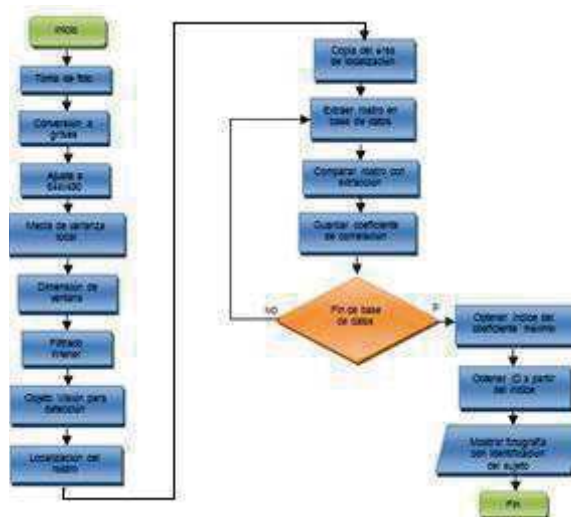 Inicio
Toma de foto
Conversión a
grises
Ajuste a
640x480
Media de varianza
local
Dimensión de
ventana
Filtrado
Wiener
Objeto Visión para
detección
Localización del
rostro
Copia del area
de localización
Extraer rostro en
base de datos
Comparar rostro con
extracción
Guardar coeficiente
de correlación
Fin de base
de datos
NO
SI
Obtener índice del
coeficiente máximo
Obtener ID a partir
del índice
Mostrar fotografía
con identificación
del sujeto
Fin